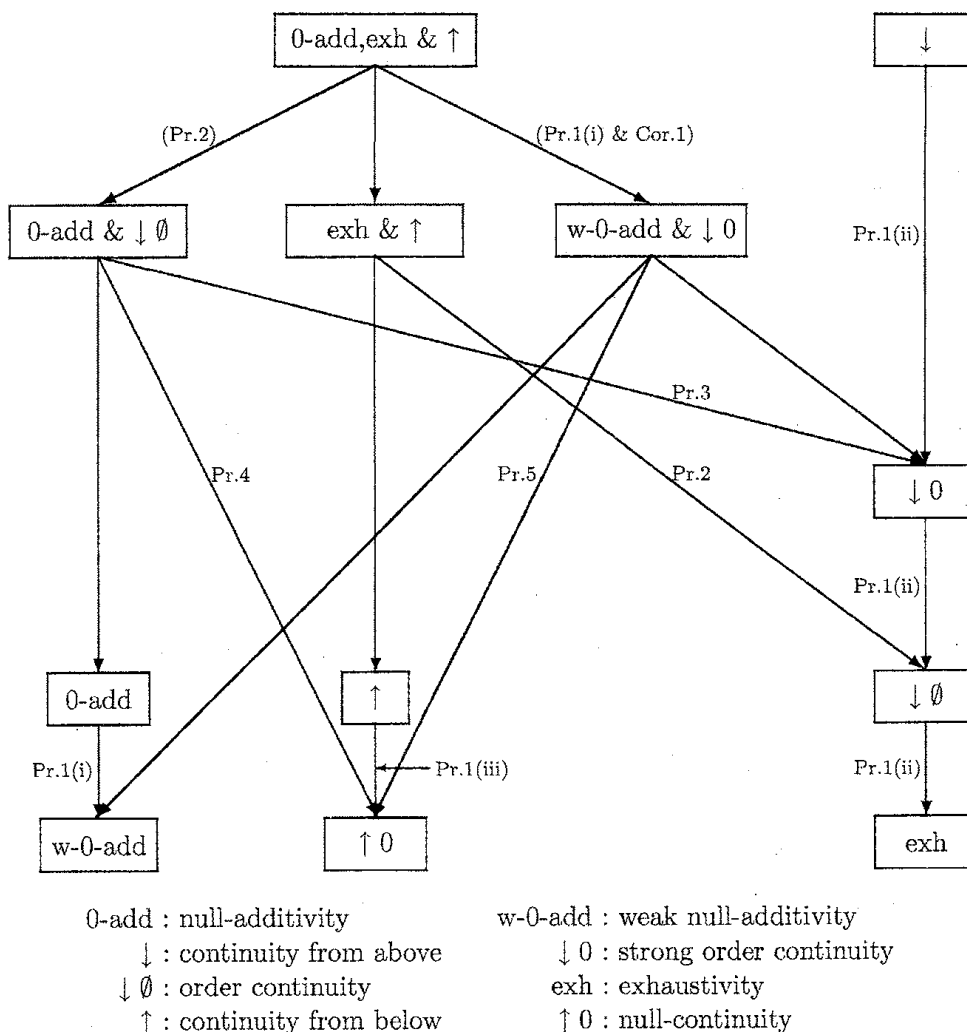 0-add,exh & ↑
↓
(Pr.2)
(Pr.1(i) & Cor.1)
0-add & ↓ ∅
exh & ↑
w-0-add & ↓ 0
Pr.1(ii)
Pr.3
Pr.4
Pr.5
Pr.2
↓ 0
Pr.1(ii)
0-add
↑
↓ ∅
Pr.1(i)
Pr.1(iii)
Pr.1(ii)
w-0-add
↑ 0
exh
0-add : null-additivity
w-0-add : weak null-additivity
↓ : continuity from above
↓ 0 : strong order continuity
↓ ∅ : order continuity
exh : exhaustivity
↑ : continuity from below
↑ 0 : null-continuity